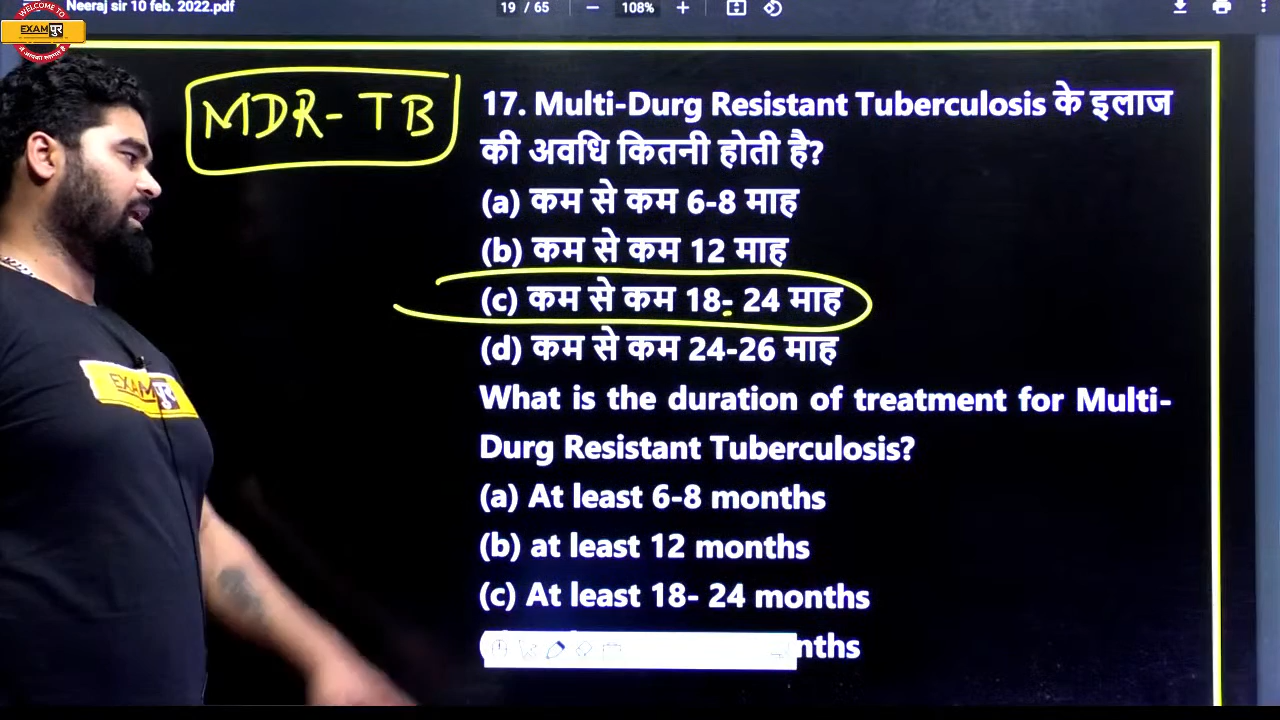 Neeraj sir 10 feb. 2022.pdf
19 / 65
108%
WELCOME TO
EXAMपुर
MDR- TB
17. Multi-Durg Resistant Tuberculosis के इलाज
की अवधि कितनी होती है?
(a) कम से कम 6-8 माह
(b) कम से कम 12 माह
(c) कम से कम 18- 24 माह
(d) कम से कम 24-26 माह
What is the duration of treatment for Multi-
Durg Resistant Tuberculosis?
(a) At least 6-8 months
(b) at least 12 months
(c) At least 18- 24 months
nths
EXAMपुर